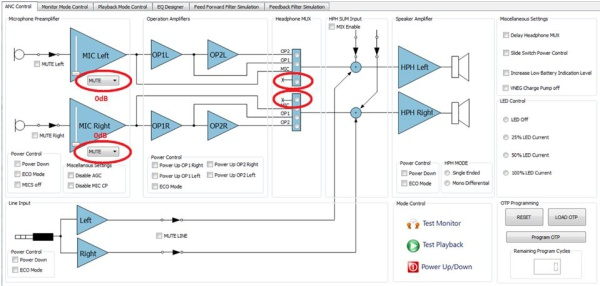 ANC Control
Monitor Mode Control
Playback Mode Control
EQ Designer
Feed Forward Filter Simulation
Feedback Filter Simulation
Microphone Preamplifier
Operation Amplifiers
Headphone MUX
HPH SUM Input
Speaker Amplifier
Miscellaneous Settings
MIX Enable
MUTE Left
MIC Left
MUTE
0dB
OP1L
OP2L
OP2
OP1
MIC
X
HPH Left
Delay Headphone MUX
Slide Switch Power Control
Increase Low Battery Indication Level
VNEG Charge Pump off
MUTE Right
MIC Right
0dB
MUTE
OP1R
OP2R
X
MIC
OP1
OP2
HPH Right
LED Control
LED Off
25% LED Current
50% LED Current
100% LED Current
Power Control
Power Down
ECO Mode
MICS off
Miscellaneous Settings
Disable AGC
Disable MIC CP
Power Control
Power Up OP1 Right
Power Up OP2 Right
Power Up OP1 Left
Power Up OP2 Left
ECO Mode
Power Control
Power Down
ECO Mode
HPH MODE
Single Ended
Mono Differential
Line Input
Left
Right
MUTE LINE
Power Control
Power Down
ECO Mode
Mode Control
Test Monitor
Test Playback
Power Up/Down
OTP Programming
RESET
LOAD OTP
Program OTP
Remaining Program Cycles
0